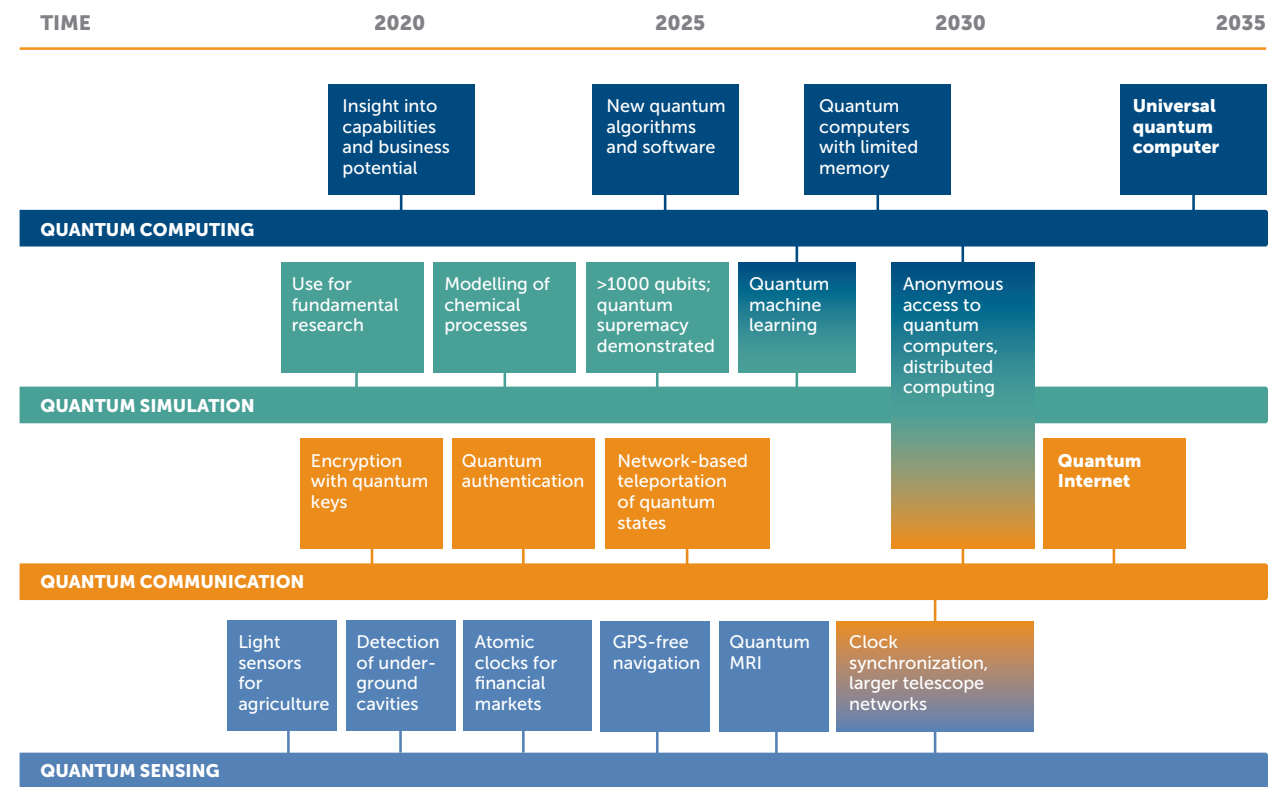 TIME 2020 2025 2030 2035
Insight into
capabilities
and business
potential
New quantum
algorithms
and software
Quantum
computers
with limited
memory
Universal
quantum
computer
QUANTUM COMPUTING
Use for
fundamental
research
Modelling of
chemical
processes
>1000 qubits;
quantum
supremacy
demonstrated
Quantum
machine
learning
Anonymous
access to
quantum
computers,
distributed
computing
QUANTUM SIMULATION
Encryption
with quantum
keys
Quantum
authentication
Network-based
teleportation
of quantum
states
Quantum
Internet
QUANTUM COMMUNICATION
Light
sensors
for
agriculture
Detection
of under-
ground
cavities
Atomic
clocks for
financial
markets
GPS-free
navigation
Quantum
MRI
Clock
synchronization,
larger telescope
networks
QUANTUM SENSING